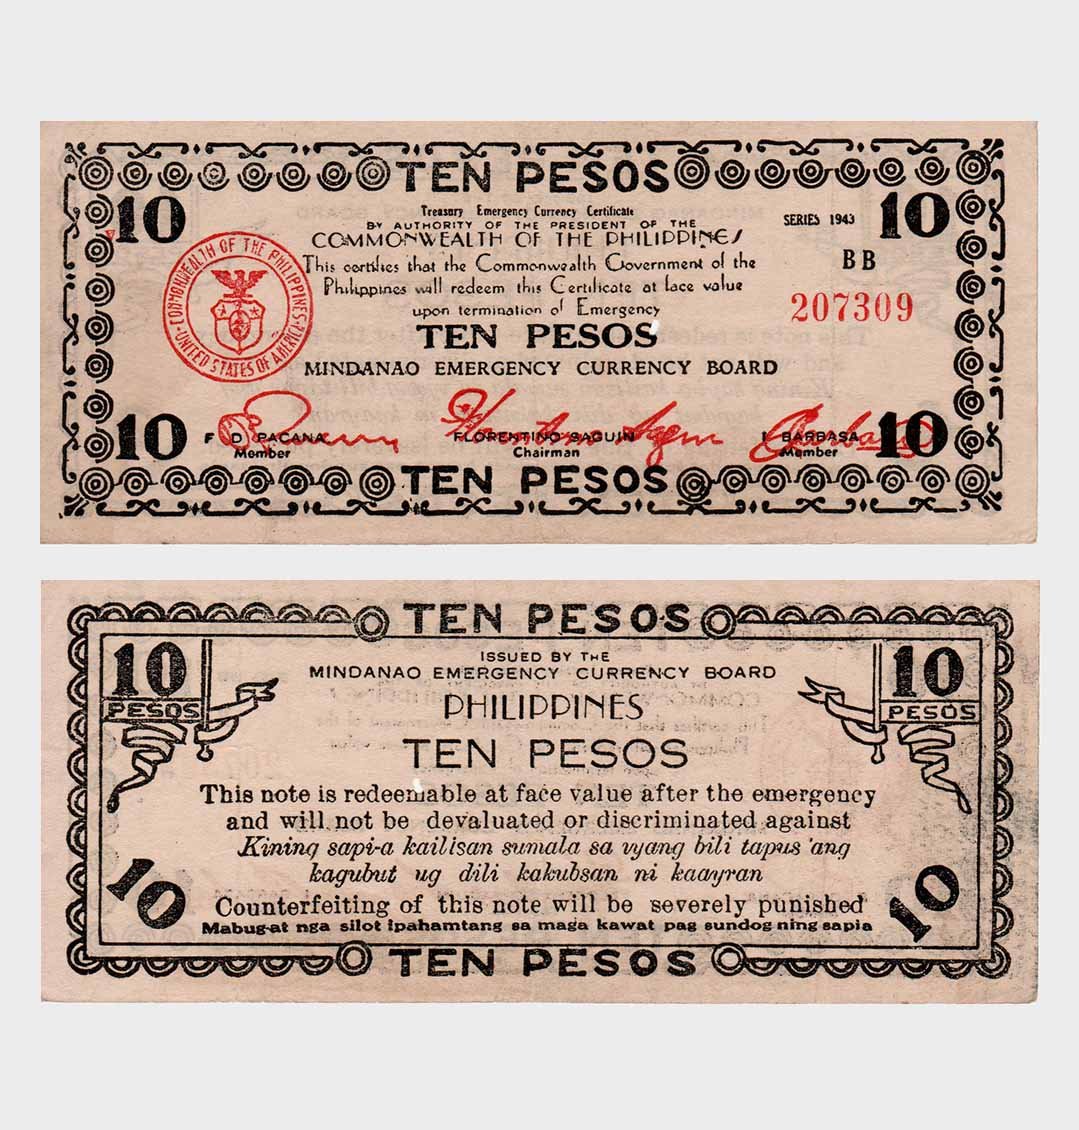 TEN PESOS
10
10
Treasury Emergency Currency Certificate
BY AUTHORITY OF THE PRESIDENT OF THE
COMMONWEALTH OF THE PHILIPPINES
SERIES 1943
This certifies that the Commonwealth Government of the
Philippines will redeem this Certificate at face value
upon termination of Emergency
BB
207309
COMMONWEALTH OF THE PHILIPPINES
UNITED STATES OF AMERICA
TEN PESOS
MINDANAO EMERGENCY CURRENCY BOARD
10
F D PACANA
Member
FLORENTINO SAGUIN
Chairman
I BARBASA
Member
10
TEN PESOS
TEN PESOS
10
PESOS
10
PESOS
ISSUED BY THE
MINDANAO EMERGENCY CURRENCY BOARD
PHILIPPINES
TEN PESOS
This note is redeemable at face value after the emergency
and will not be devaluated or discriminated against
Kining sapi-a kailisan sumala sa vyang bili tapus ang
kagubut ug dili kakubsan ni kaayran
10
10
Counterfeiting of this note will be severely punished
Mabug-at nga silot ipahamtang sa maga kawat pag sundog ning sapia
TEN PESOS